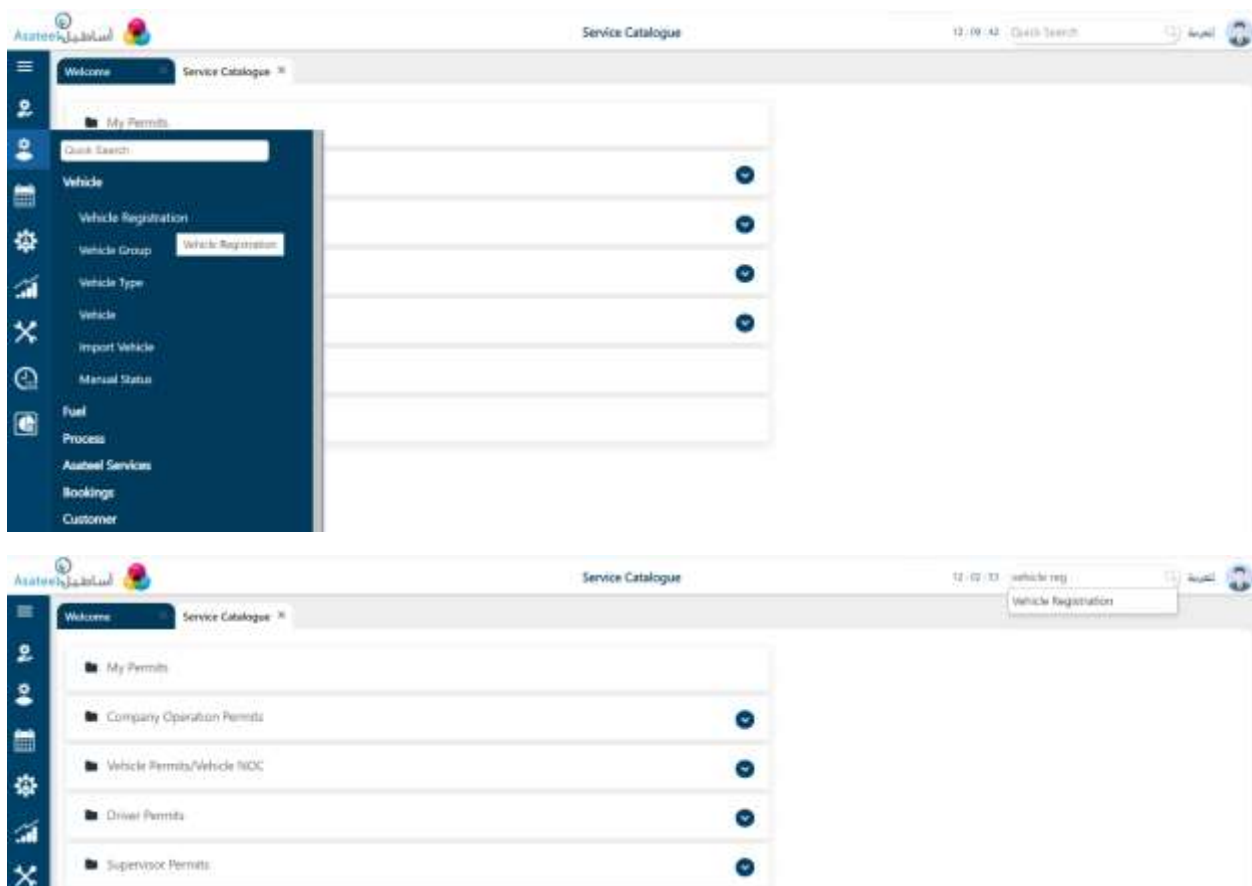 Asateel أساطيل
Service Catalogue
Quick Search
العربية
Welcome
Service Catalogue
My Permits
Quick Search
Vehicle
Vehicle Registration
Vehicle Registration
Vehicle Group
Vehicle Type
Vehicle
Import Vehicle
Manual Status
Fuel
Process
Asateel Services
Bookings
Customer
Asateel أساطيل
Service Catalogue
vehicle reg
العربية
Vehicle Registration
Welcome
Service Catalogue
My Permits
Company Operation Permits
Vehicle Permits/Vehicle NOC
Driver Permits
Supervisor Permits